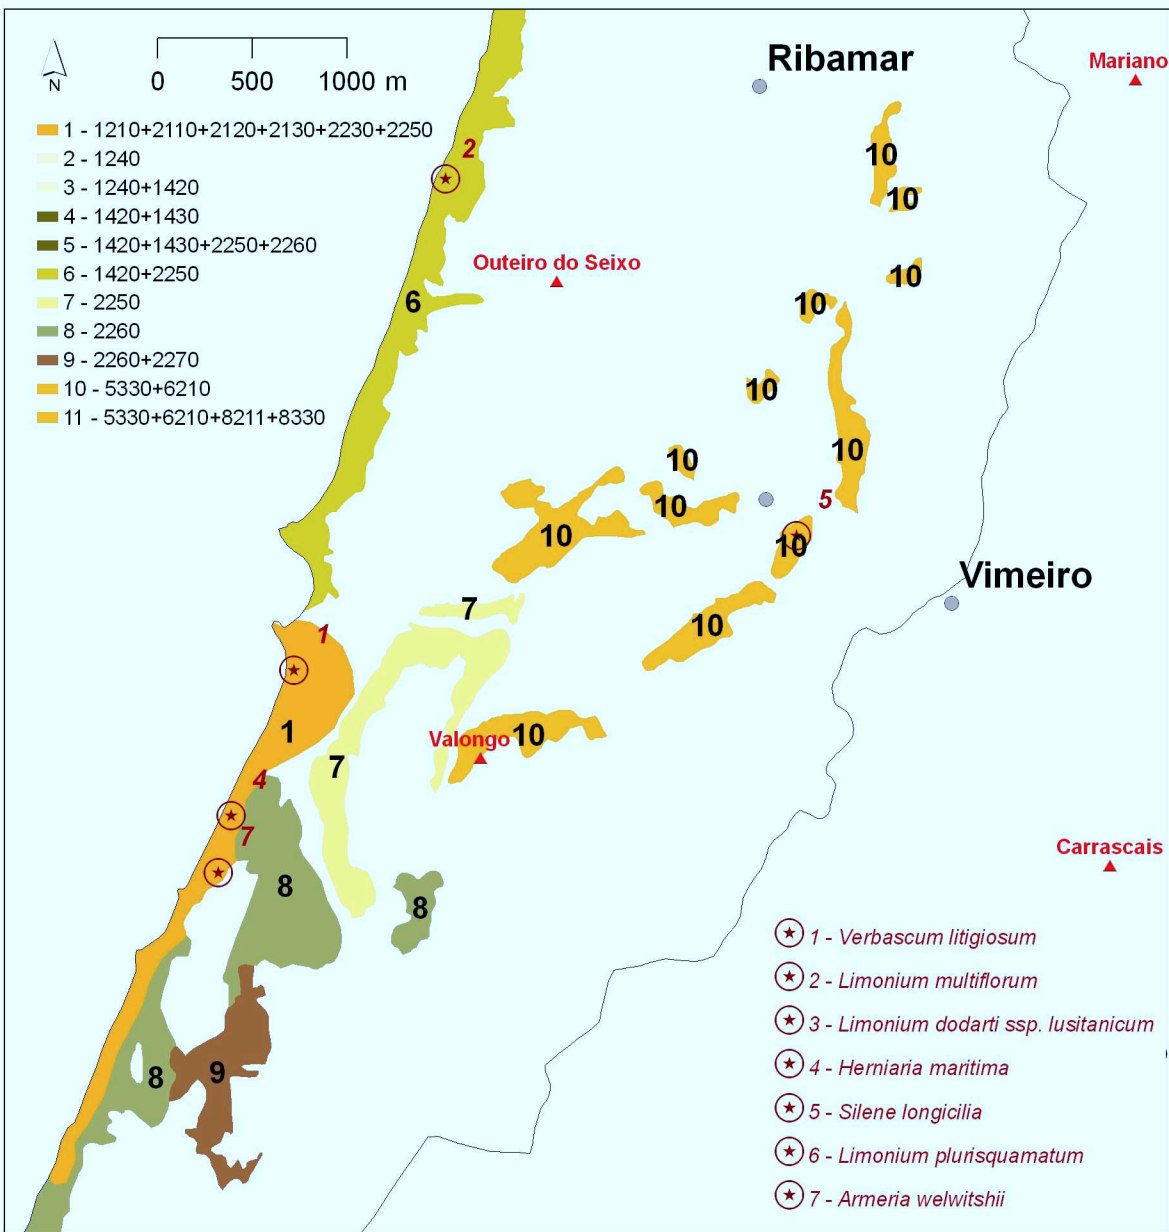 Ribamar
Mariano
N
0 500 1000 m
1 - 1210+2110+2120+2130+2230+2250
2 - 1240
3 - 1240+1420
4 - 1420+1430
5 - 1420+1430+2250+2260
6 - 1420+2250
7 - 2250
8 - 2260
9 - 2260+2270
10 - 5330+6210
11 - 5330+6210+8211+8330
2
10
10
Outeiro do Seixo
10
6
10
10
10
10
10
5
10
10
Vimeiro
7
10
1
1
Valongo
10
7
4
7
Carrascais
8
8
1 - Verbascum litigiosum
2 - Limonium multiflorum
3 - Limonium dodarti ssp. lusitanicum
4 - Herniaria maritima
8
9
5 - Silene longicilia
6 - Limonium plurisquamatum
7 - Armeria welwitshii